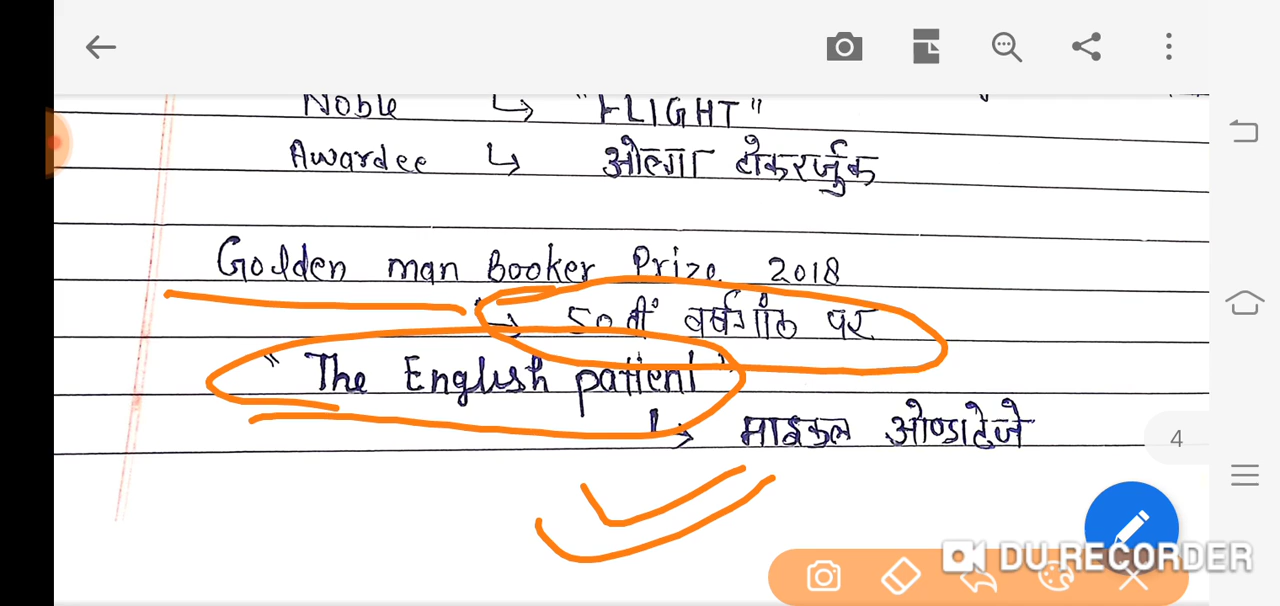 Noble ↳ "FLIGHT"
Awardee ↳ ओल्गा टोकरर्जुक
Golden man Booker Prize 2018
→ 50वीं वर्षगांठ पर
"The English patient"
↳ माइकल ओण्डाटेजे
4
DU RECORDER